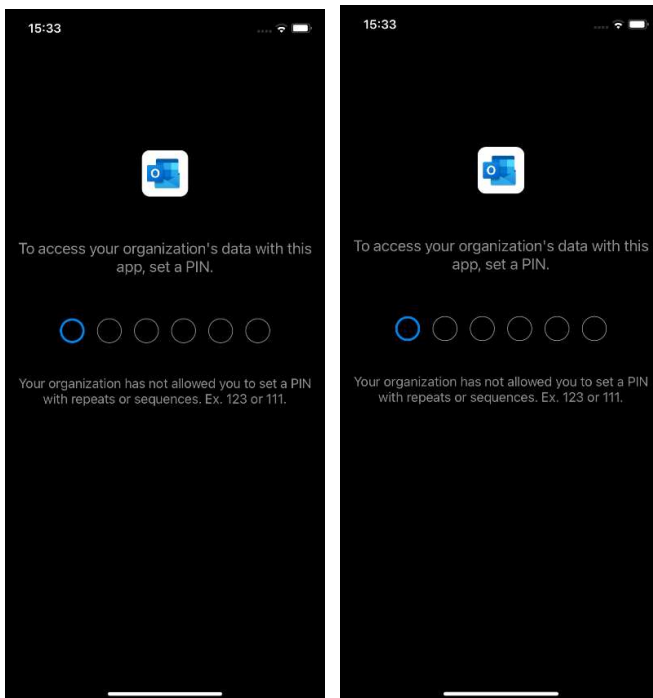 15:33
O
To access your organization's data with this
app, set a PIN.
Your organization has not allowed you to set a PIN
with repeats or sequences. Ex. 123 or 111.
15:33
O
To access your organization's data with this
app, set a PIN.
Your organization has not allowed you to set a PIN
with repeats or sequences. Ex. 123 or 111.